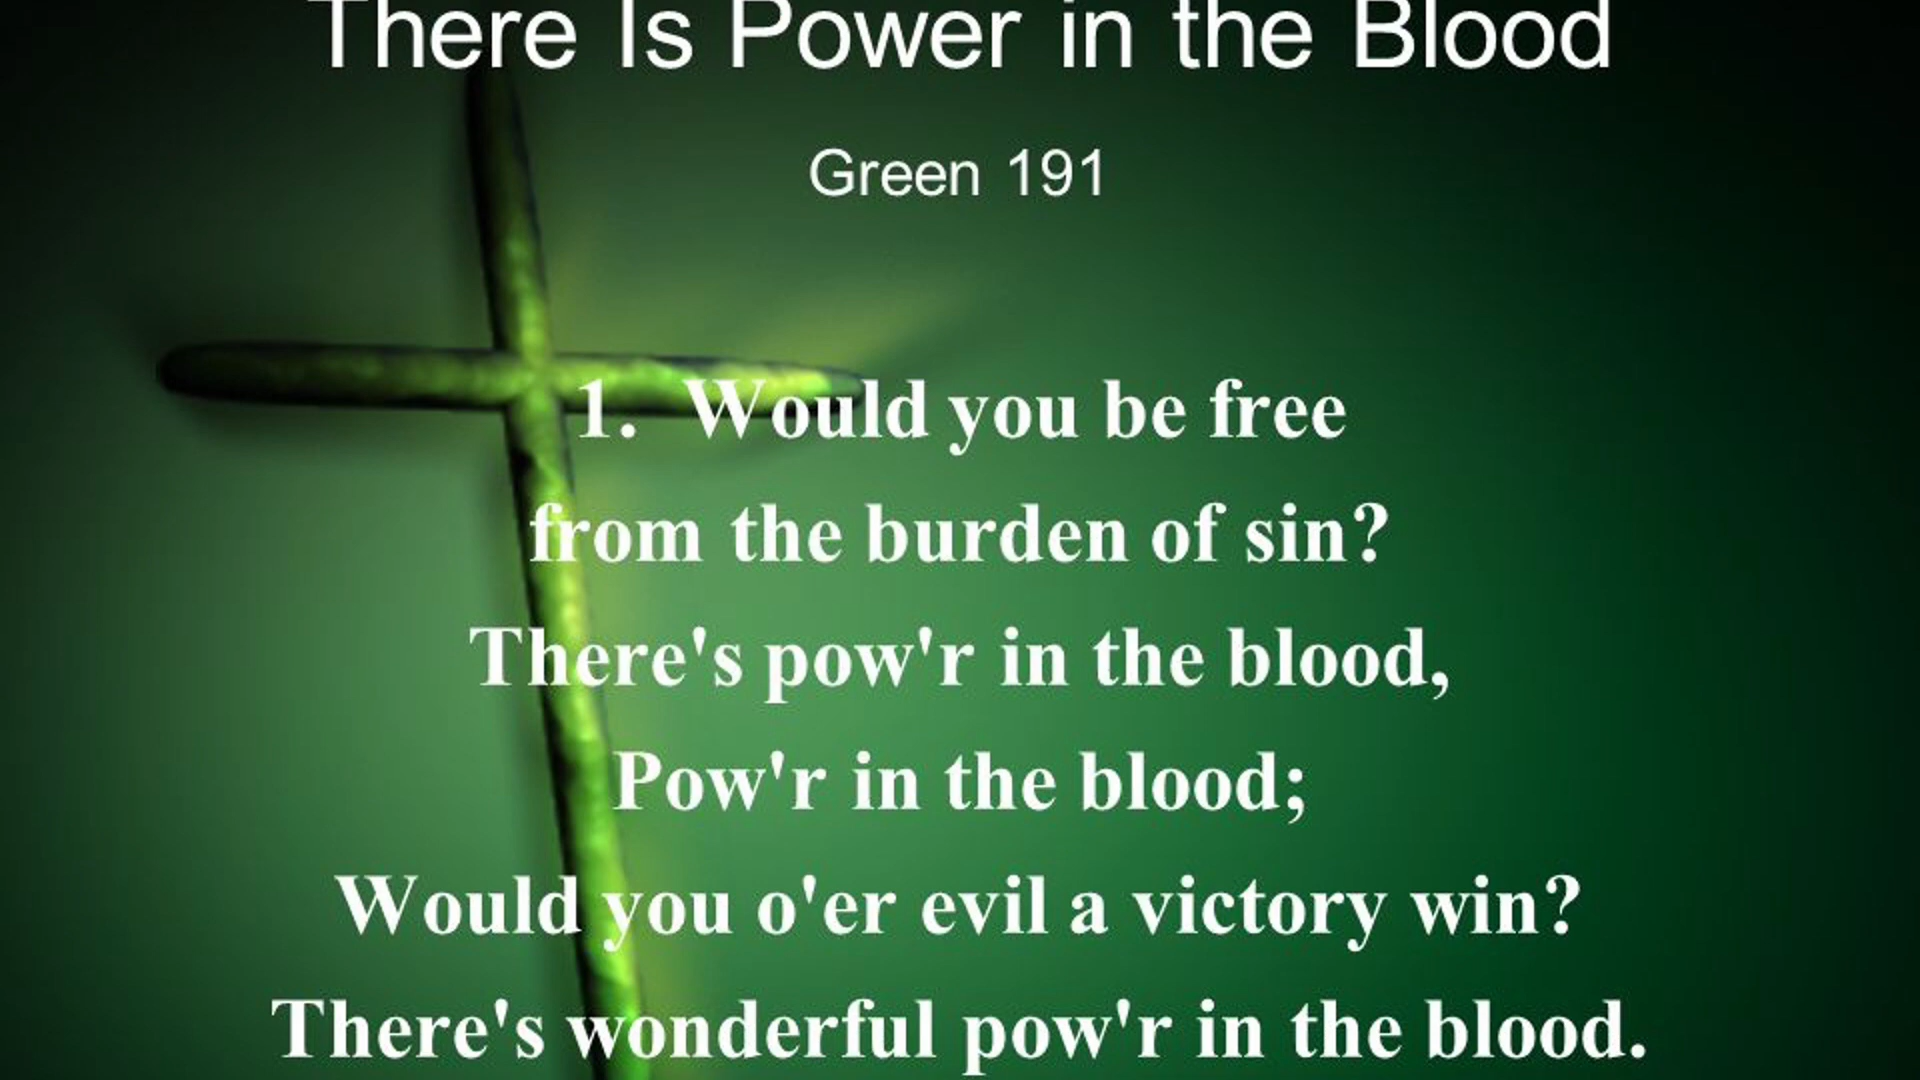 There Is Power in the Blood
Green 191
1. Would you be free
from the burden of sin?
There's pow'r in the blood,
Pow'r in the blood;
Would you o'er evil a victory win?
There's wonderful pow'r in the blood.